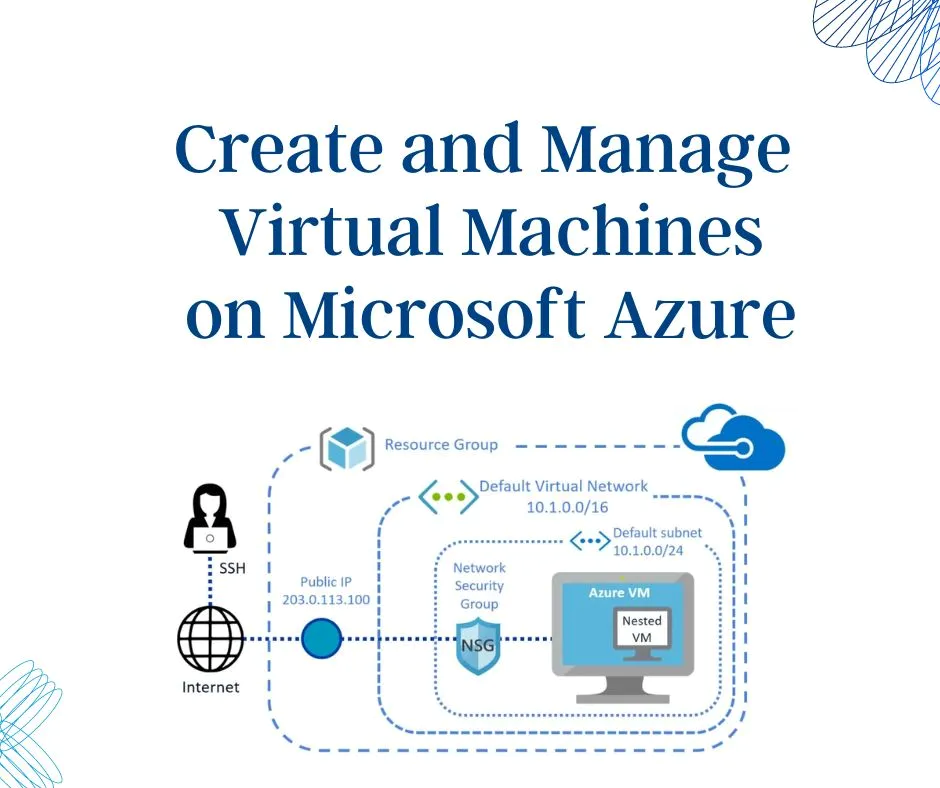 Create and Manage
Virtual Machines
on Microsoft Azure
Resource Group
Default Virtual Network
10.1.0.0/16
Default subnet
10.1.0.0/24
SSH
Network
Security
Group
Public IP
203.0.113.100
Azure VM
Nested
VM
NSG
Internet